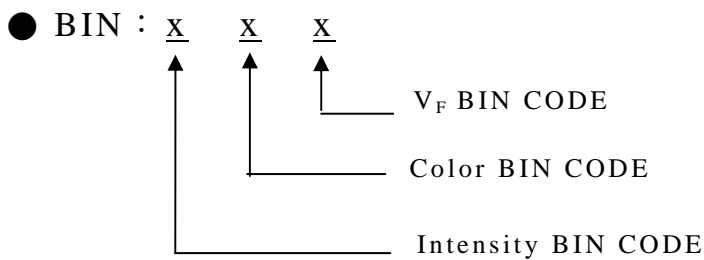 ● BIN：x x x
V_F BIN CODE
Color BIN CODE
Intensity BIN CODE